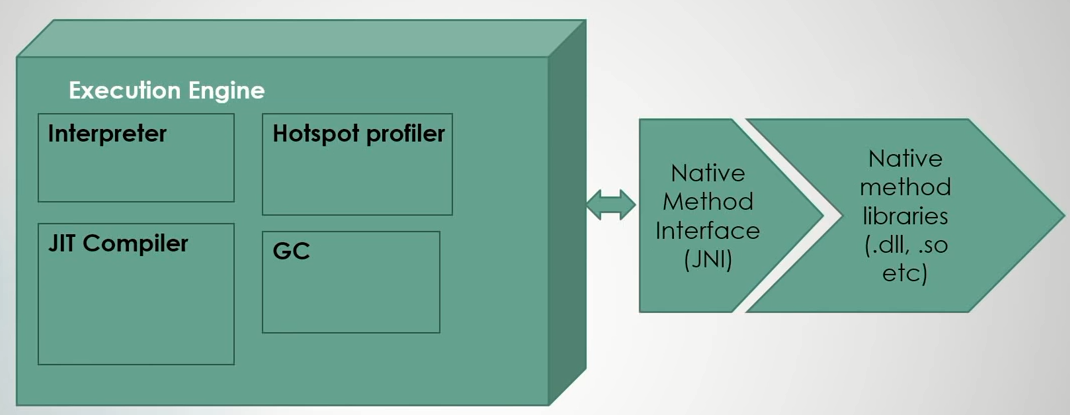 Execution Engine
Interpreter
Hotspot profiler
JIT Compiler
GC
Native
Method
Interface
(JNI)
Native
method
libraries
(.dll, .so
etc)